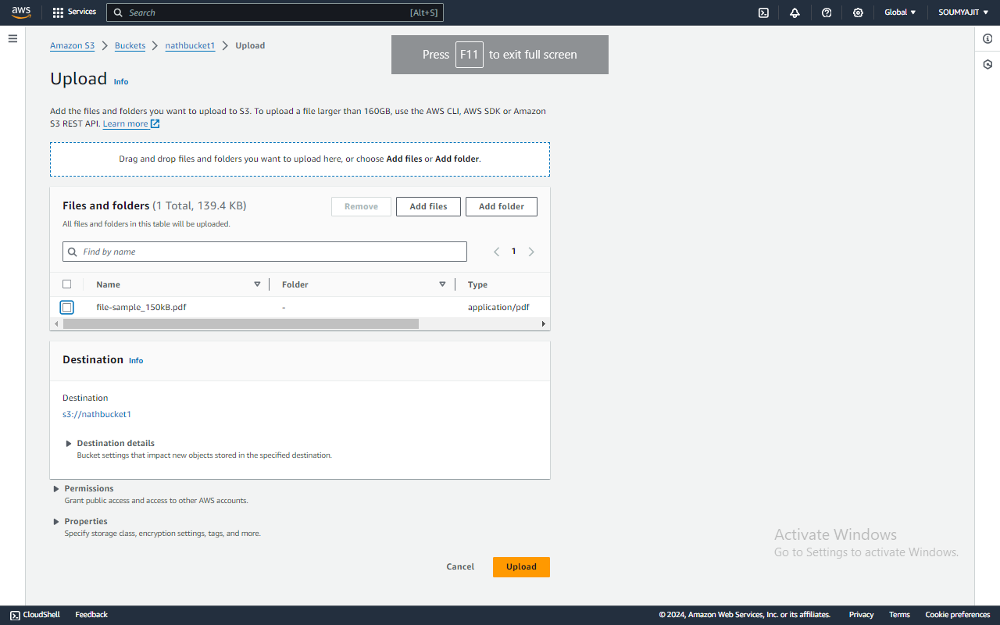 aws Services Search [Alt+S] Global ▼ SOUMYAJIT ▼
Amazon S3 > Buckets > nathbucket1 > Upload
Press F11 to exit full screen
Upload Info
Add the files and folders you want to upload to S3. To upload a file larger than 160GB, use the AWS CLI, AWS SDK or Amazon
S3 REST API. Learn more
Drag and drop files and folders you want to upload here, or choose Add files or Add folder.
Files and folders (1 Total, 139.4 KB) Remove Add files Add folder
All files and folders in this table will be uploaded.
Find by name < 1 >
Name Folder Type
file-sample_150kB.pdf - application/pdf
Destination Info
Destination
s3://nathbucket1
Destination details
Bucket settings that impact new objects stored in the specified destination.
Permissions
Grant public access and access to other AWS accounts.
Properties
Specify storage class, encryption settings, tags, and more.
Activate Windows
Go to Settings to activate Windows.
Cancel Upload
CloudShell Feedback © 2024, Amazon Web Services, Inc. or its affiliates. Privacy Terms Cookie preferences